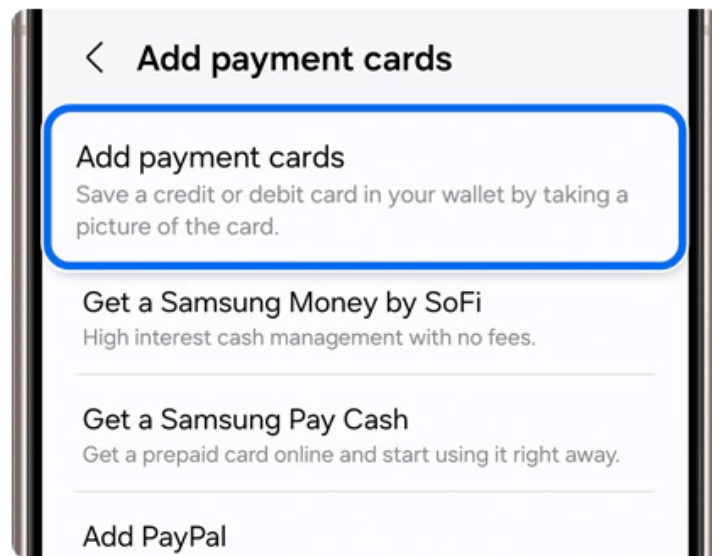 Add payment cards
Add payment cards
Save a credit or debit card in your wallet by taking a
picture of the card.
Get a Samsung Money by SoFi
High interest cash management with no fees.
Get a Samsung Pay Cash
Get a prepaid card online and start using it right away.
Add PayPal